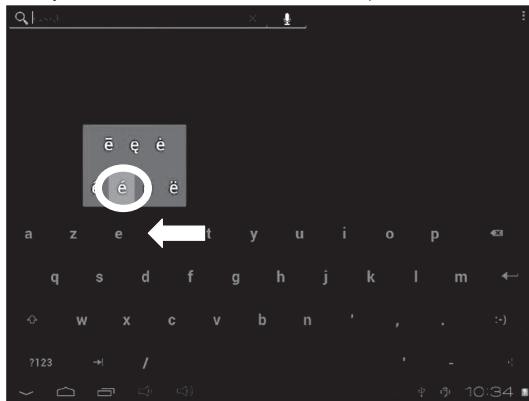 ē ę ė
é ë
a z e t y u i o p
q s d f g h j k l m
w x c v b n ' , . :-)
?123 / ' -
10:34